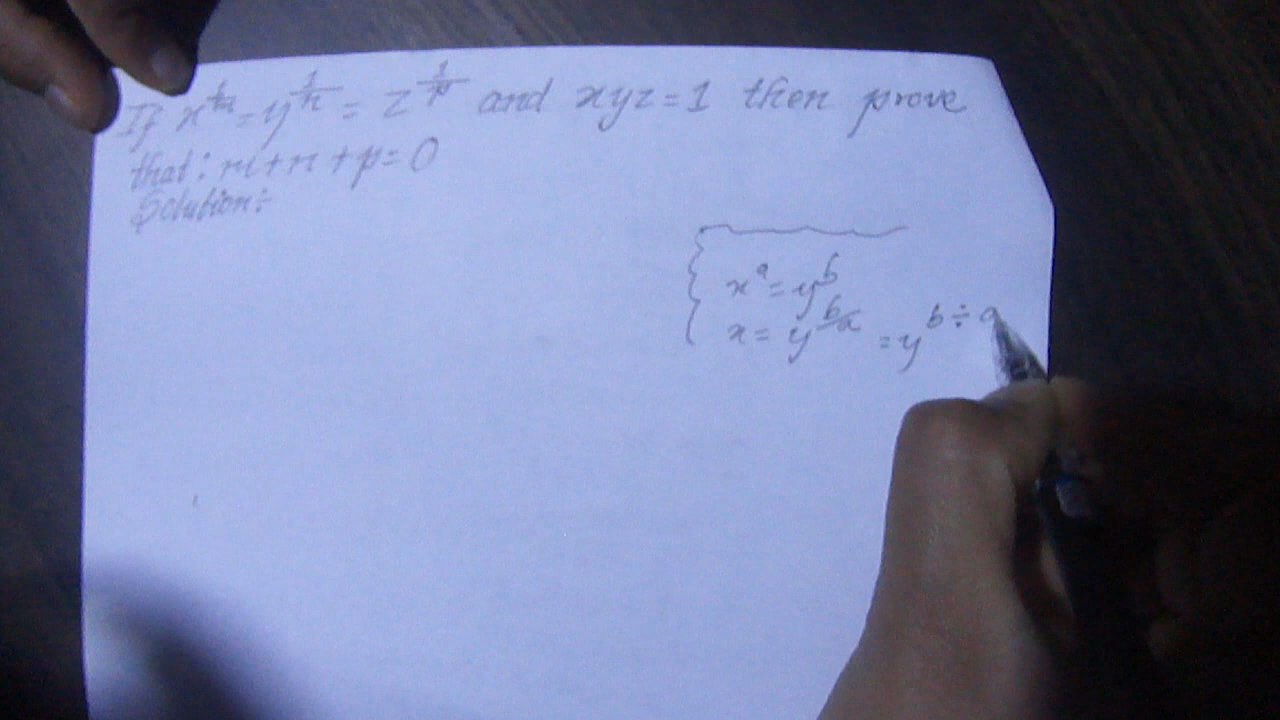 If x^(1/m) = y^(1/n) = z^(1/p) and xyz = 1 then prove
that : m + n + p = 0
Solution ÷
x^a = y^b
x = y^(b/a) = y^(b ÷ a)